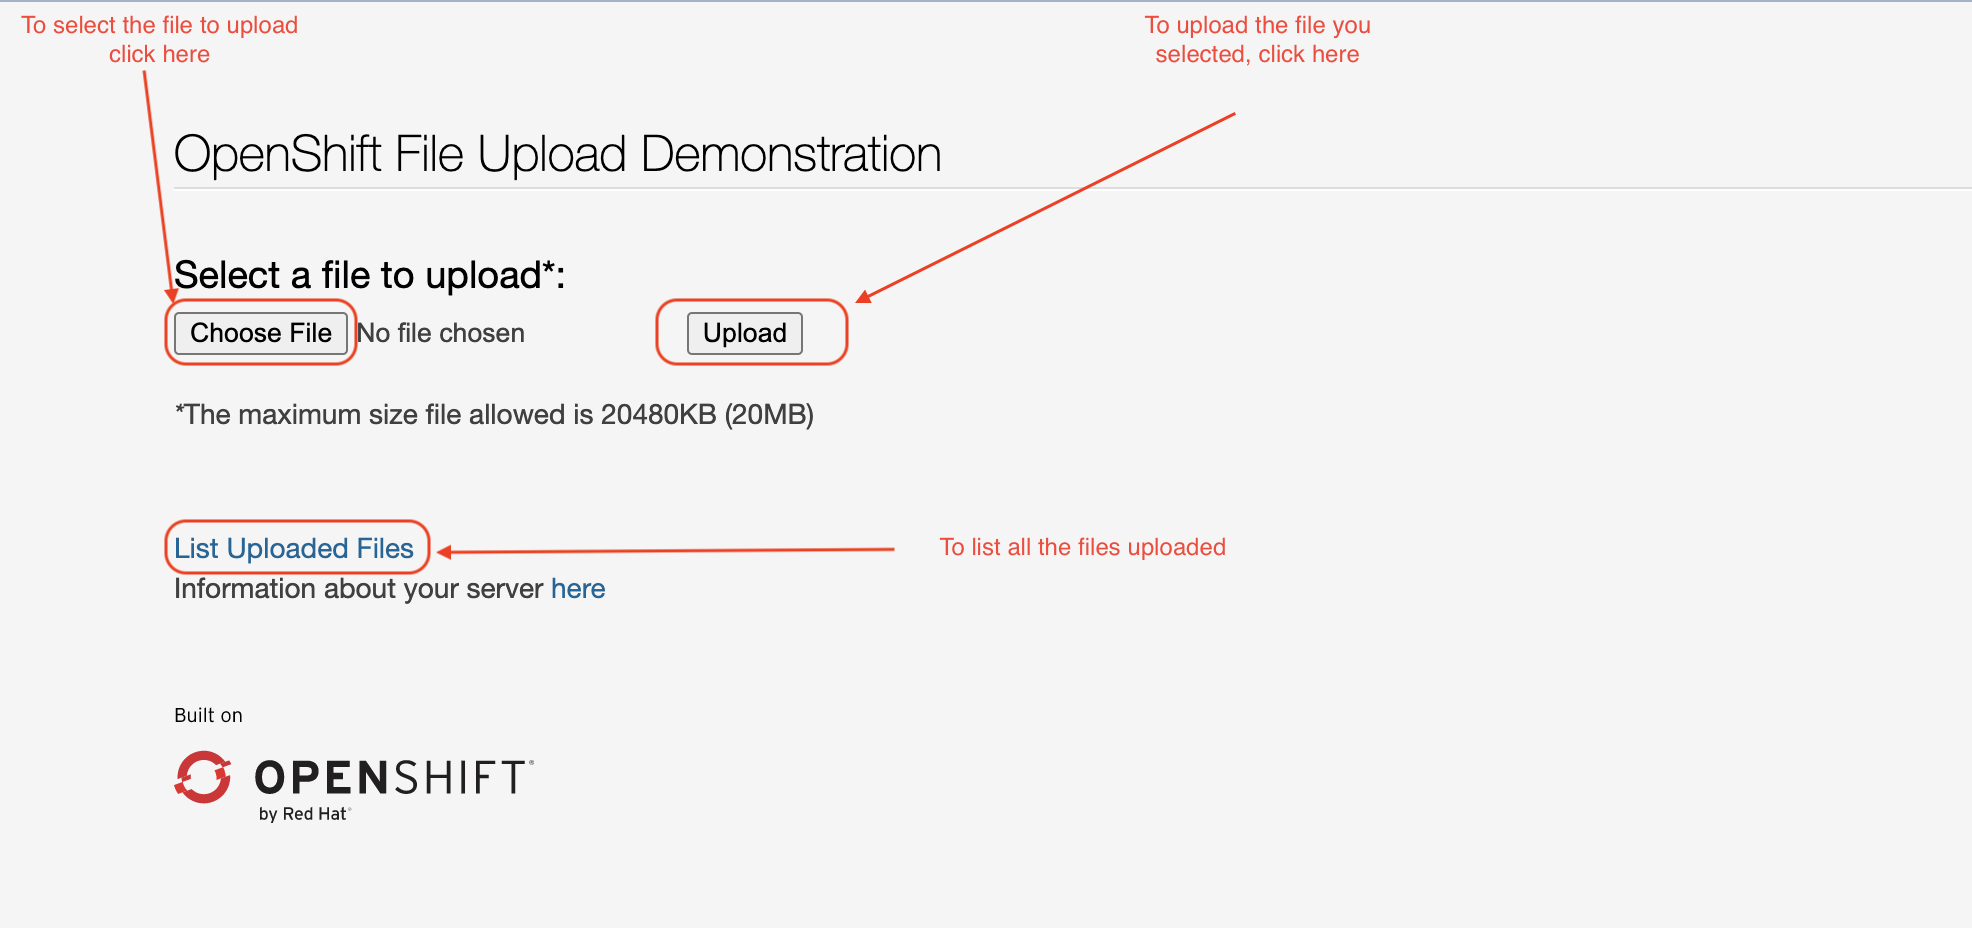 To select the file to upload
click here
To upload the file you
selected, click here
OpenShift File Upload Demonstration
Select a file to upload*:
Choose File No file chosen Upload
*The maximum size file allowed is 20480KB (20MB)
List Uploaded Files
To list all the files uploaded
Information about your server here
Built on
OPENSHIFT®
by Red Hat®